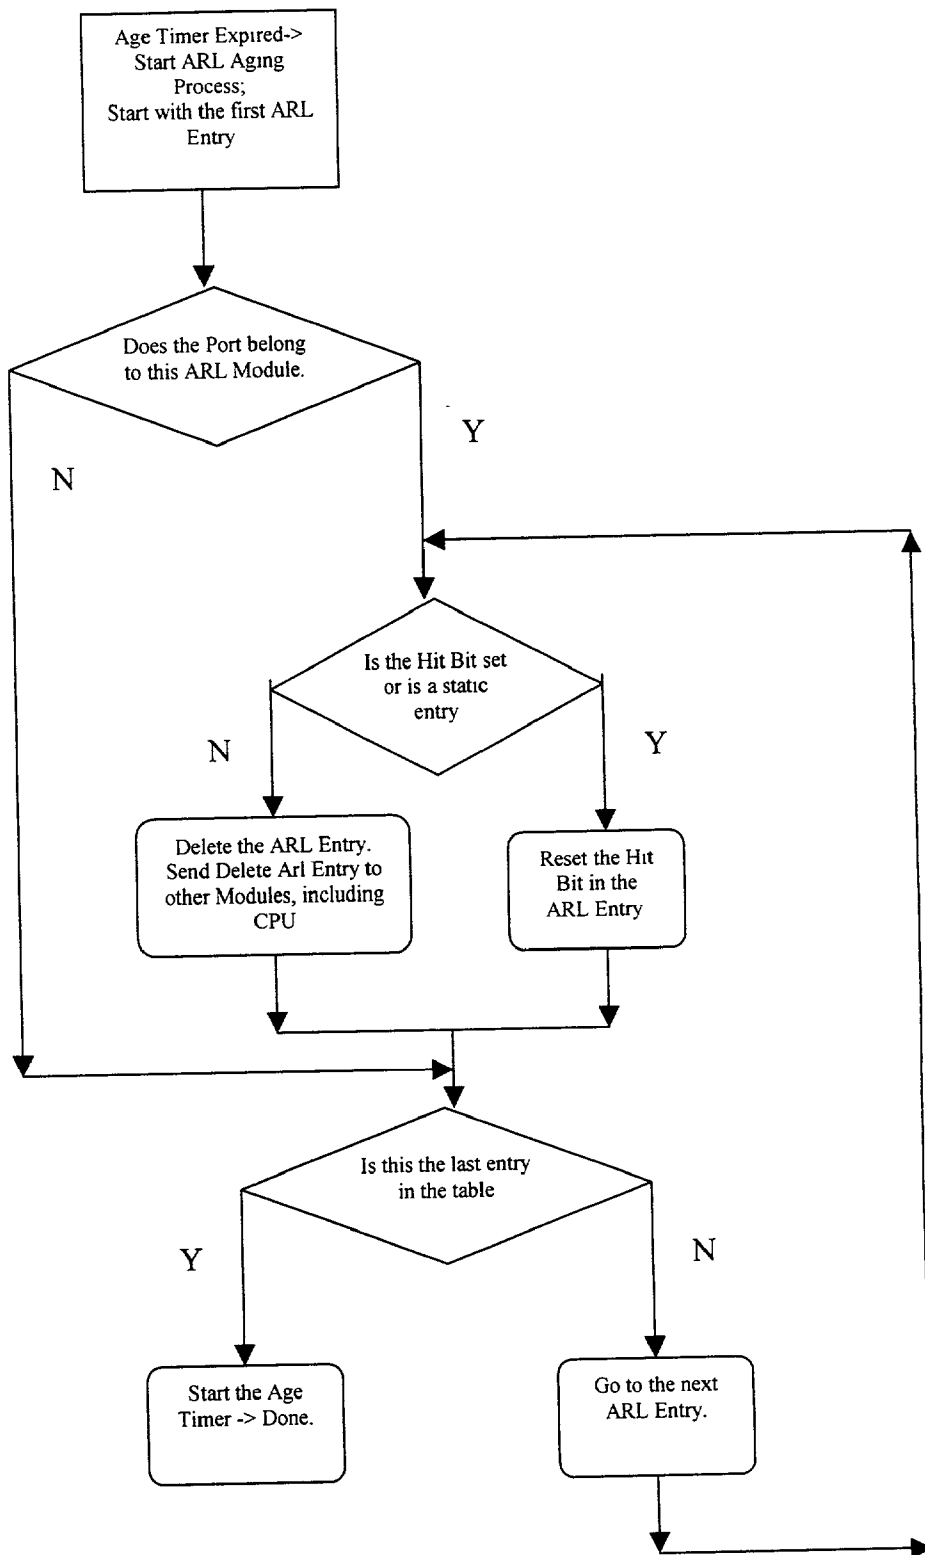 Age Timer Expired->
Start ARL Aging
Process;
Start with the first ARL
Entry
Does the Port belong
to this ARL Module.
Y
N
Is the Hit Bit set
or is a static
entry
N
Y
Delete the ARL Entry.
Send Delete Arl Entry to
other Modules, including
CPU
Reset the Hit
Bit in the
ARL Entry
Is this the last entry
in the table
Y
N
Start the Age
Timer -> Done.
Go to the next
ARL Entry.